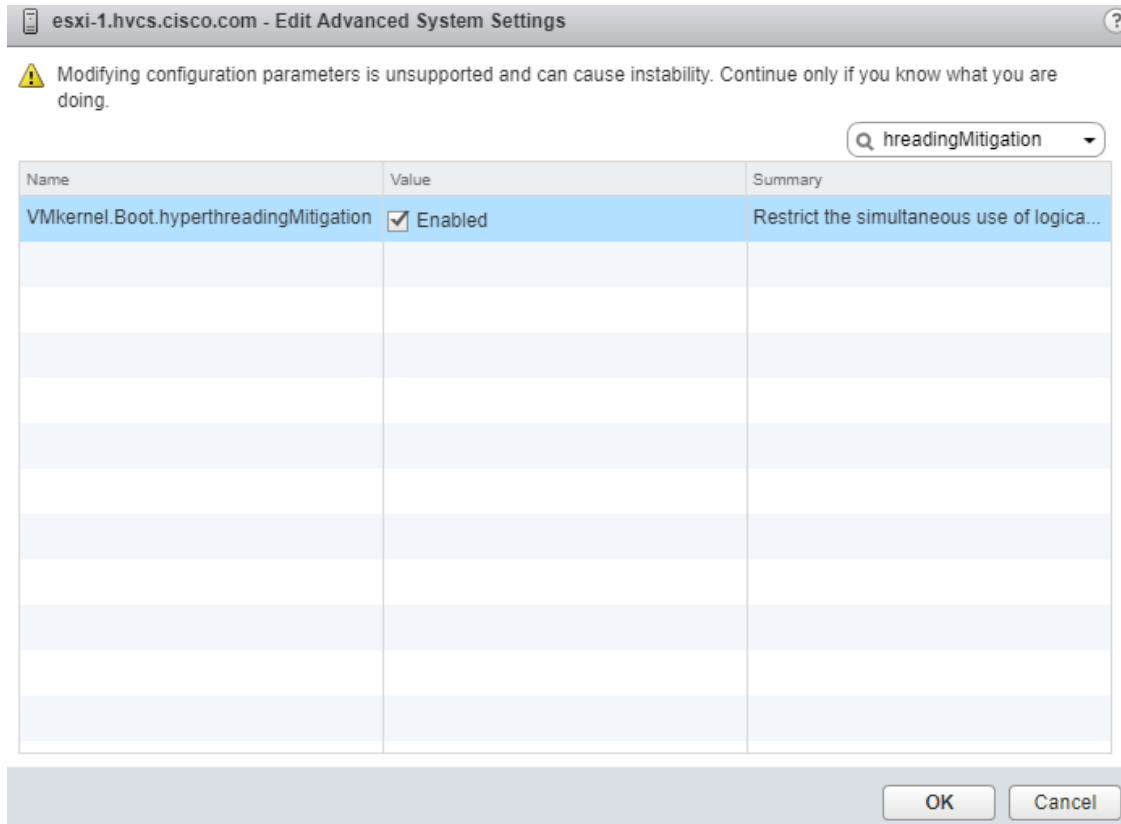 esxi-1.hvcs.cisco.com - Edit Advanced System Settings
?
Modifying configuration parameters is unsupported and can cause instability. Continue only if you know what you are
doing.
hreadingMitigation
Name Value Summary
VMkernel.Boot.hyperthreadingMitigation Enabled Restrict the simultaneous use of logica...
OK Cancel